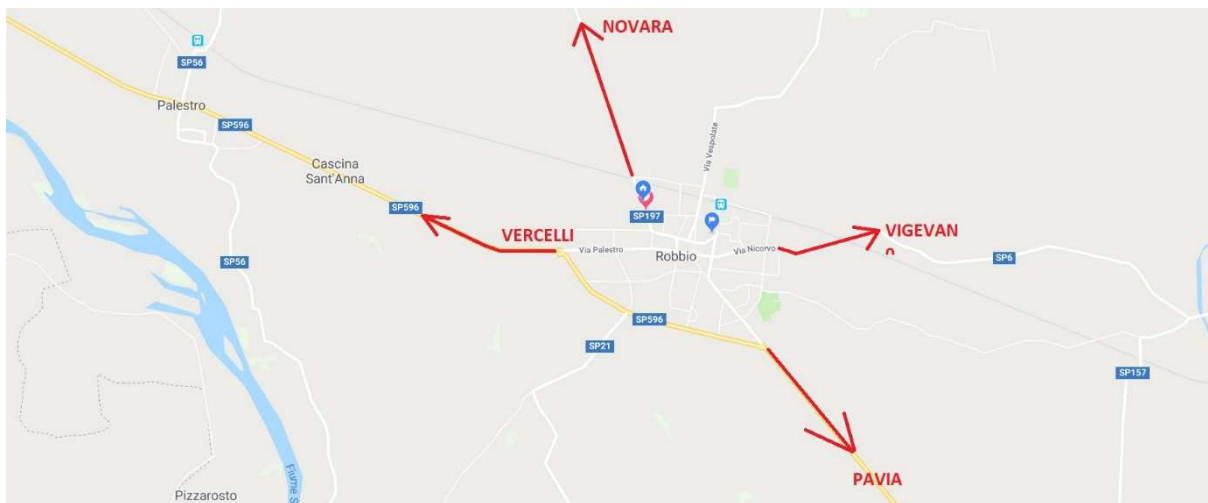 NOVARA
SP56
Palestro
SP596
Cascina
Sant'Anna
Via Vespolate
SP596
SP197
VERCELLI
Via Palestro
Robbio
Via Nicorvo
VIGEVAN
SP6
SP56
SP596
SP21
SP157
PAVIA
Pizzarosto
Fiume S